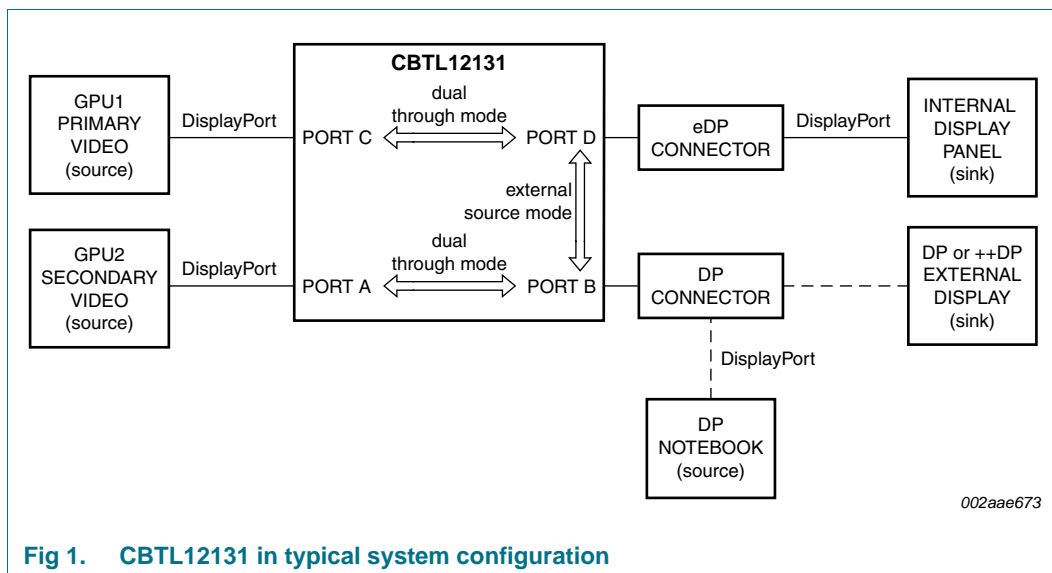 CBTL12131
GPU1
PRIMARY
VIDEO
(source)
DisplayPort
PORT C
dual
through mode
PORT D
eDP
CONNECTOR
DisplayPort
INTERNAL
DISPLAY
PANEL
(sink)
external
source mode
GPU2
SECONDARY
VIDEO
(source)
DisplayPort
PORT A
dual
through mode
PORT B
DP
CONNECTOR
DP or ++DP
EXTERNAL
DISPLAY
(sink)
DisplayPort
DP
NOTEBOOK
(source)
002aae673
Fig 1. CBTL12131 in typical system configuration